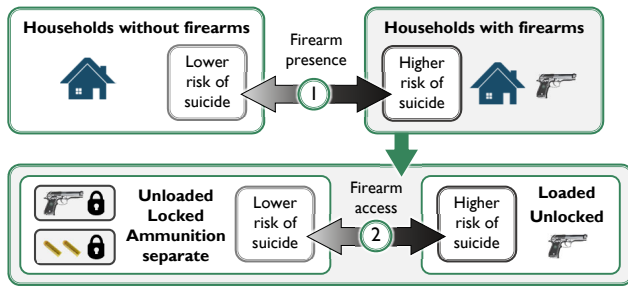 Households without firearms
Lower
risk of
suicide
Firearm
presence
1
Households with firearms
Higher
risk of
suicide
Unloaded
Locked
Ammunition
separate
Lower
risk of
suicide
Firearm
access
2
Higher
risk of
suicide
Loaded
Unlocked